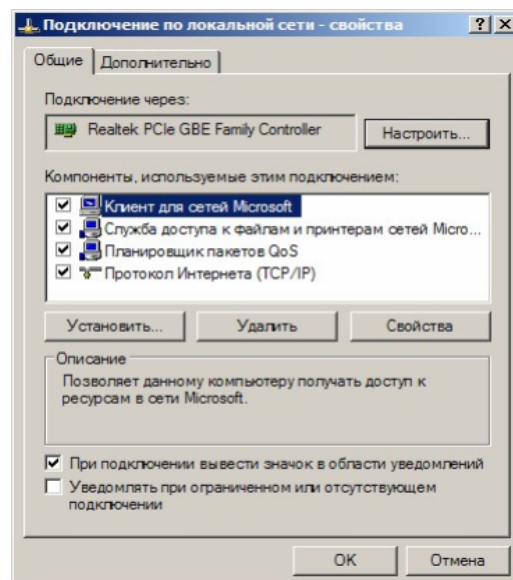 Подключение по локальной сети - свойства
Общие
Дополнительно
Подключение через:
Realtek PCIe GBE Family Controller
Настроить...
Компоненты, используемые этим подключением:
Клиент для сетей Microsoft
Служба доступа к файлам и принтерам сетей Micro...
Планировщик пакетов QoS
Протокол Интернета (TCP/IP)
Установить...
Удалить
Свойства
Описание
Позволяет данному компьютеру получать доступ к
ресурсам в сети Microsoft.
При подключении вывести значок в области уведомлений
Уведомлять при ограниченном или отсутствующем
подключении
OK
Отмена